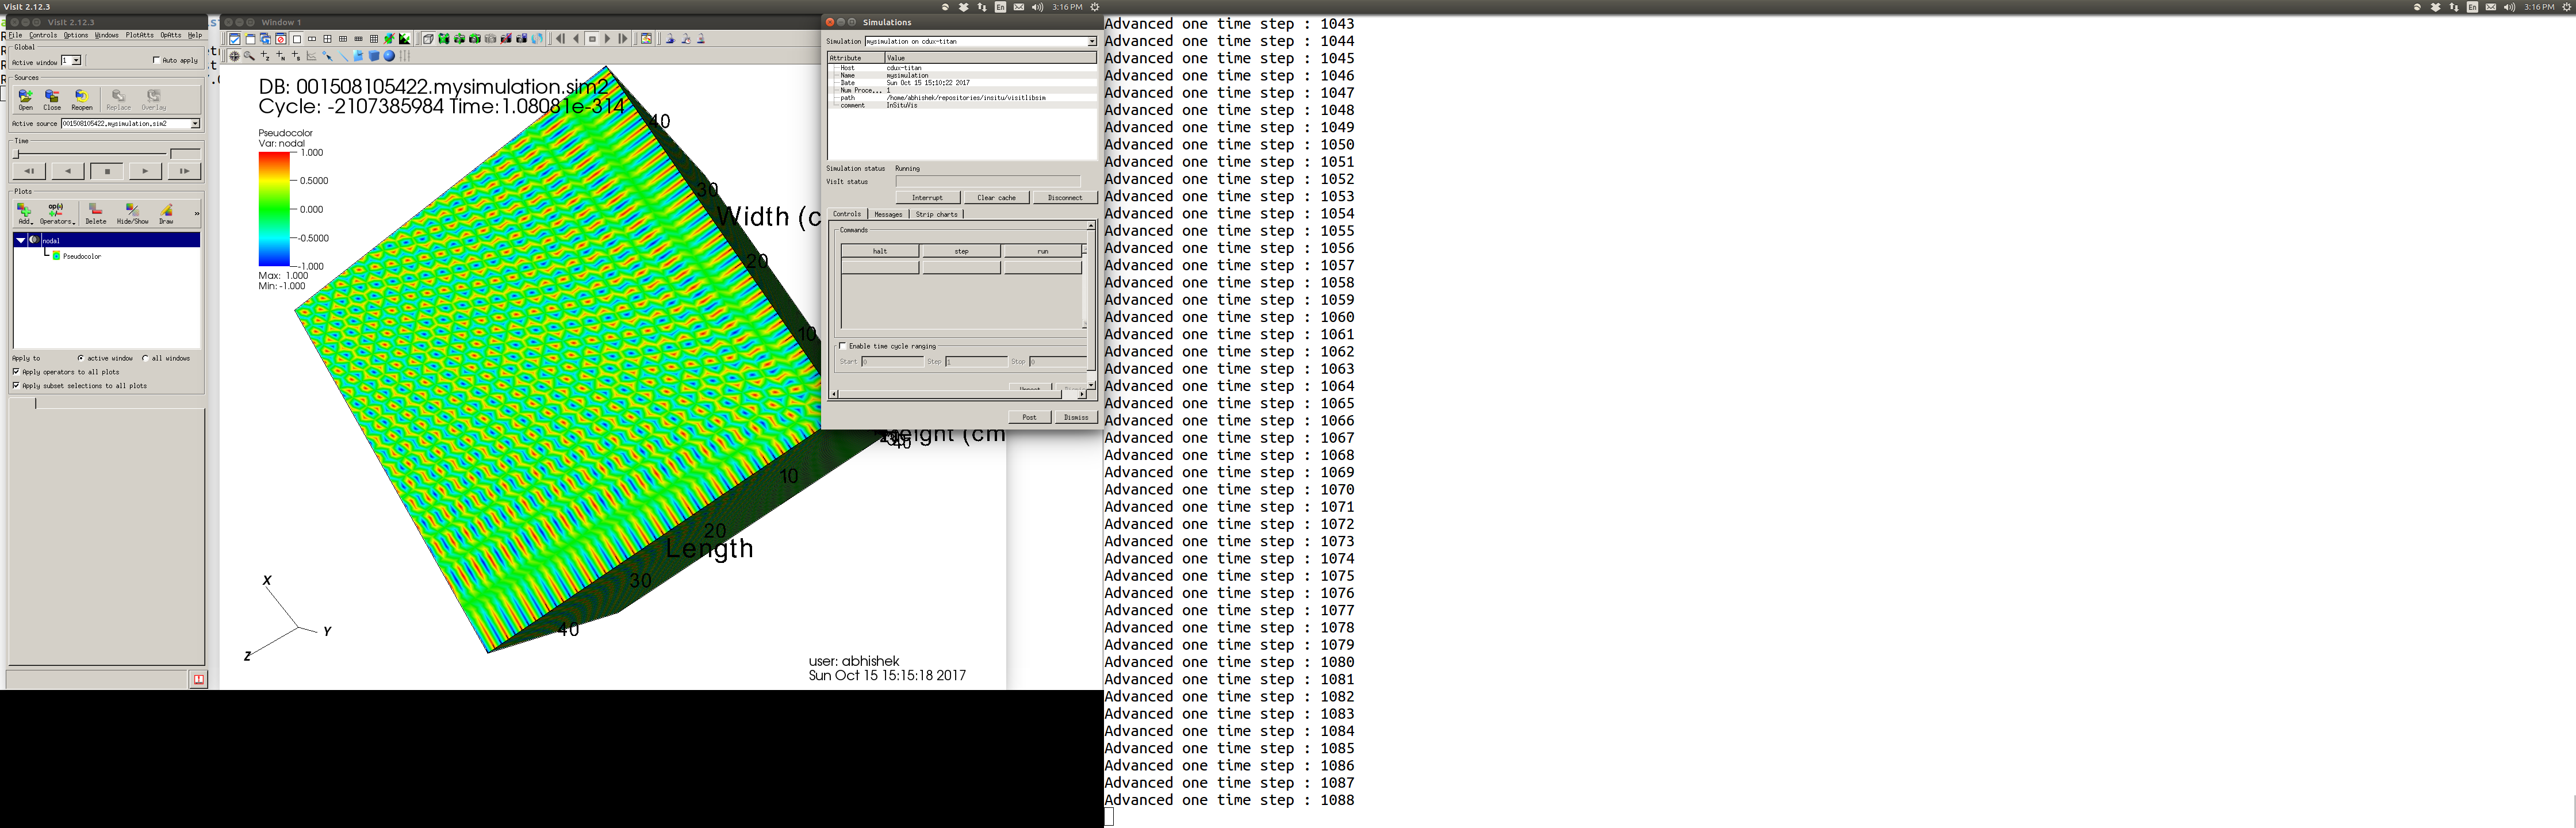 VisIt 2.12.3
En
3:16 PM
En
3:16 PM
VisIt 2.12.3
File Controls Options Windows PlotAtts OpAtts Help
Global
Active window 1 Auto apply
Sources
Open Close Reopen Replace Overlay
Active source 001508105422.mysimulation.sim2
Time
Plots
Add Operators Delete Hide/Show Draw »
nodal
Pseudocolor
Apply to active window all windows
Apply operators to all plots
Apply subset selections to all plots
Window 1
DB: 001508105422.mysimulation.sim2
Cycle: -2107385984 Time:1.08081e-314
Pseudocolor
Var: nodal
1.000
0.5000
0.000
-0.5000
-1.000
Max: 1.000
Min: -1.000
40
30
Width (c
20
10
eight (cm
40
10
20
Length
30
40
X
Y
Z
user: abhishek
Sun Oct 15 15:15:18 2017
Simulations
Simulation mysimulation on cdux-titan
Attribute Value
Host cdux-titan
Name mysimulation
Date Sun Oct 15 15:10:22 2017
Num Proce... 1
path /home/abhishek/repositories/insitu/visitlibsim
comment InSituVis
Simulation status Running
VisIt status
Interrupt Clear cache Disconnect
Controls Messages Strip charts
Commands
halt step run
Enable time cycle ranging
Start 0 Step 1 Stop 0
Post Dismiss
Advanced one time step : 1043
Advanced one time step : 1044
Advanced one time step : 1045
Advanced one time step : 1046
Advanced one time step : 1047
Advanced one time step : 1048
Advanced one time step : 1049
Advanced one time step : 1050
Advanced one time step : 1051
Advanced one time step : 1052
Advanced one time step : 1053
Advanced one time step : 1054
Advanced one time step : 1055
Advanced one time step : 1056
Advanced one time step : 1057
Advanced one time step : 1058
Advanced one time step : 1059
Advanced one time step : 1060
Advanced one time step : 1061
Advanced one time step : 1062
Advanced one time step : 1063
Advanced one time step : 1064
Advanced one time step : 1065
Advanced one time step : 1066
Advanced one time step : 1067
Advanced one time step : 1068
Advanced one time step : 1069
Advanced one time step : 1070
Advanced one time step : 1071
Advanced one time step : 1072
Advanced one time step : 1073
Advanced one time step : 1074
Advanced one time step : 1075
Advanced one time step : 1076
Advanced one time step : 1077
Advanced one time step : 1078
Advanced one time step : 1079
Advanced one time step : 1080
Advanced one time step : 1081
Advanced one time step : 1082
Advanced one time step : 1083
Advanced one time step : 1084
Advanced one time step : 1085
Advanced one time step : 1086
Advanced one time step : 1087
Advanced one time step : 1088